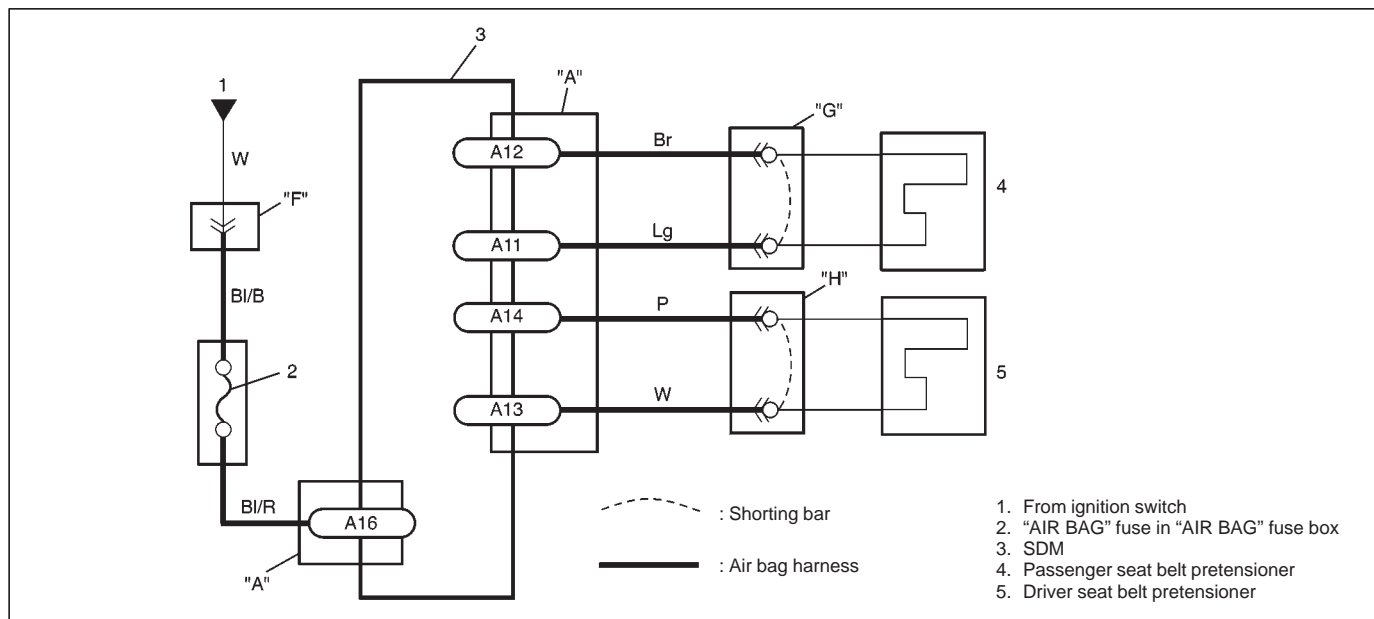 3
1
"A"
"G"
A12
Br
W
4
"F"
A11
Lg
"H"
Bl/B
A14
P
2
5
A13
W
Bl/R
A16
"A"
: Shorting bar
: Air bag harness
1. From ignition switch
2. “AIR BAG” fuse in “AIR BAG” fuse box
3. SDM
4. Passenger seat belt pretensioner
5. Driver seat belt pretensioner